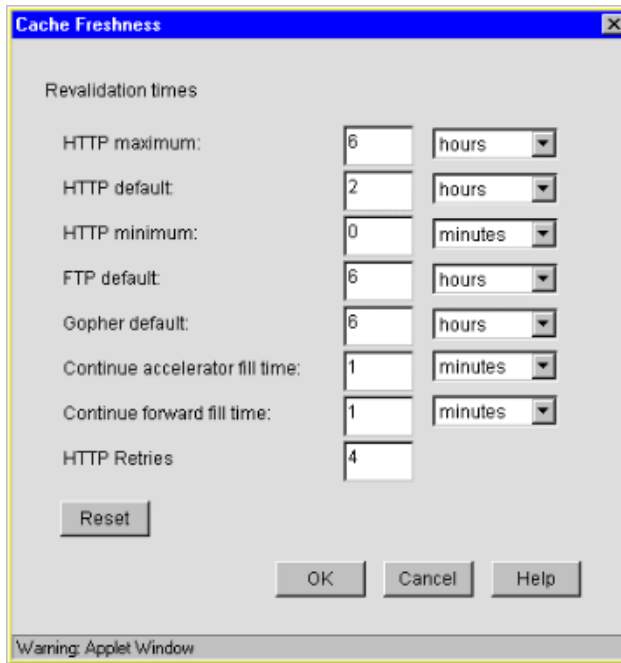 Cache Freshness
Revalidation times
HTTP maximum: 6 hours
HTTP default: 2 hours
HTTP minimum: 0 minutes
FTP default: 6 hours
Gopher default: 6 hours
Continue accelerator fill time: 1 minutes
Continue forward fill time: 1 minutes
HTTP Retries 4
Reset
OK Cancel Help
Warning: Applet Window